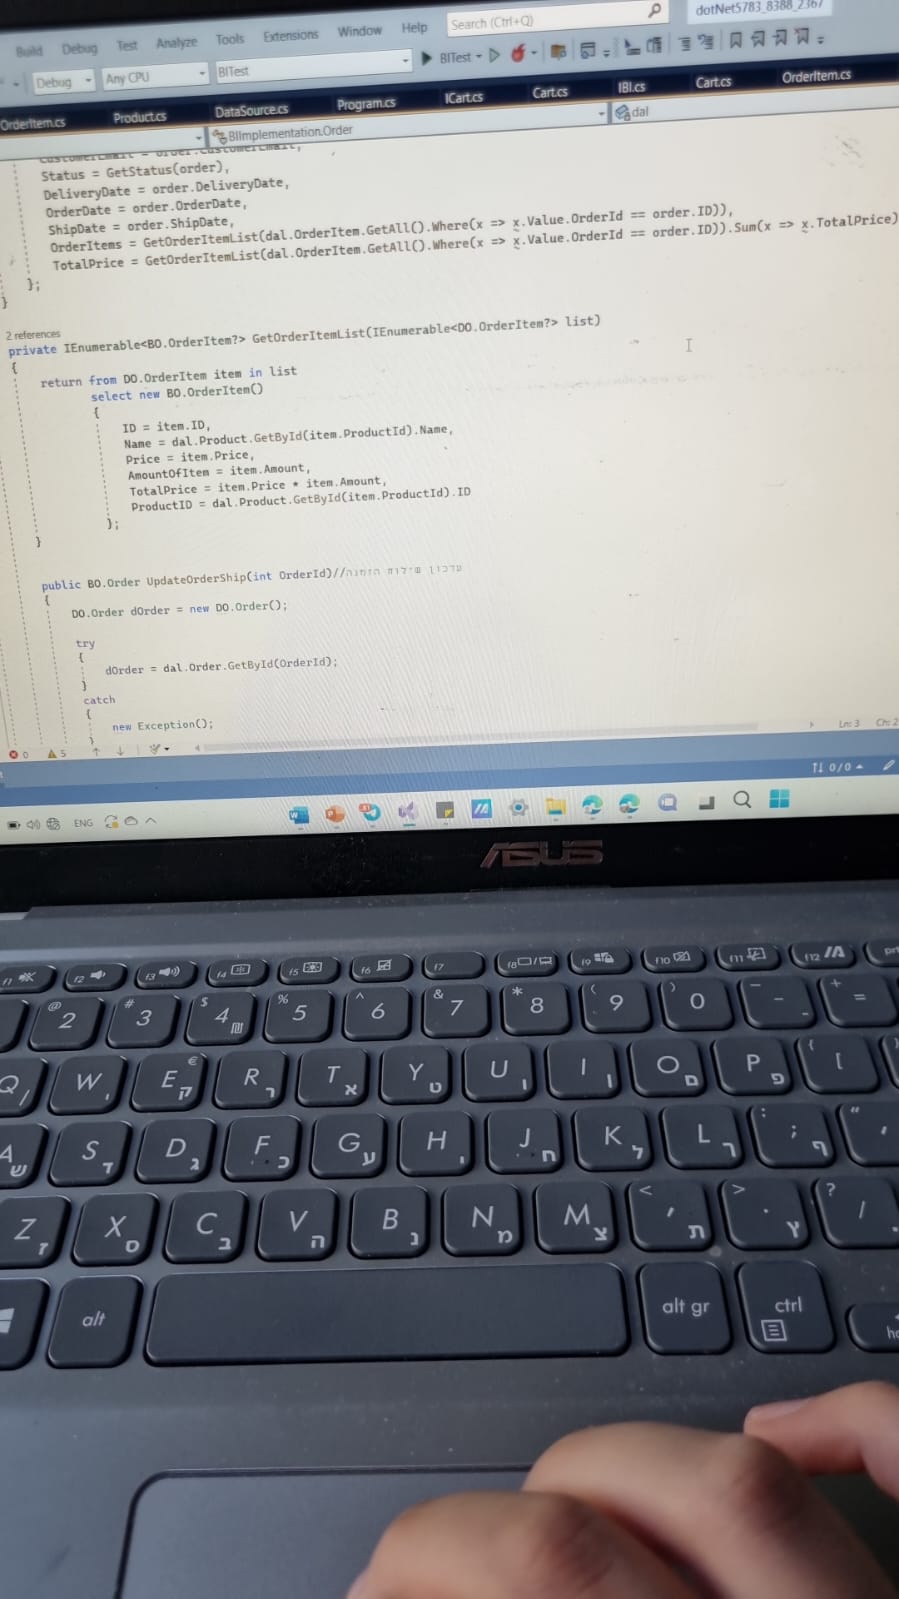 Build Debug Test Analyze Tools Extensions Window Help Search (Ctrl+Q) dotNet5783_8388_2367
Debug Any CPU BlTest BlTest
OrderItem.cs Product.cs DataSource.cs Program.cs ICart.cs Cart.cs IBl.cs Cart.cs OrderItem.cs
BlImplementation.Order dal
CustomerEmail = order.CustomerEmail,
Status = GetStatus(order),
DeliveryDate = order.DeliveryDate,
OrderDate = order.OrderDate,
ShipDate = order.ShipDate,
OrderItems = GetOrderItemList(dal.OrderItem.GetAll().Where(x => x.Value.OrderId == order.ID)),
TotalPrice = GetOrderItemList(dal.OrderItem.GetAll().Where(x => x.Value.OrderId == order.ID)).Sum(x => x.TotalPrice)
};
}
2 references
private IEnumerable<BO.OrderItem?> GetOrderItemList(IEnumerable<DO.OrderItem?> list)
{
return from DO.OrderItem item in list
select new BO.OrderItem()
{
ID = item.ID,
Name = dal.Product.GetById(item.ProductId).Name,
Price = item.Price,
AmountOfItem = item.Amount,
TotalPrice = item.Price * item.Amount,
ProductID = dal.Product.GetById(item.ProductId).ID
};
}
public BO.Order UpdateOrderShip(int OrderId)//עדכון שילוח הזמנה
{
DO.Order dOrder = new DO.Order();
try
{
dOrder = dal.Order.GetById(OrderId);
}
catch
{
new Exception();
}
0 5 Ln: 3 Ch: 2
0/0
ENG
ASUS
f1 f2 f3 f4 f5 f6 f7 f8 f9 f10 f11 f12
@ 2 # 3 $ 4 ₪ % 5 ^ 6 & 7 * 8 ( 9 ) 0 _ - + =
Q / W ' E € ק R ר T א Y ט U ו I ן O ם P פ { [
A ש S ד D ג F כ G ע H י J ח K ל L ך : ; ף " '
Z ז X ס C ב V ה B נ N מ M צ < , ת > . ץ ? / .
alt alt gr ctrl